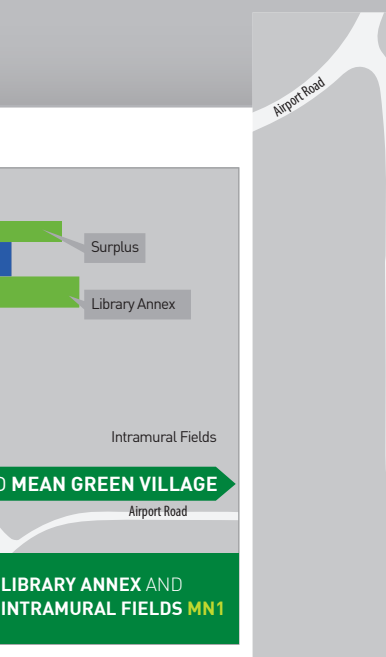 Airport Road
Surplus
Library Annex
Intramural Fields
MEAN GREEN VILLAGE
Airport Road
LIBRARY ANNEX AND
INTRAMURAL FIELDS MN1